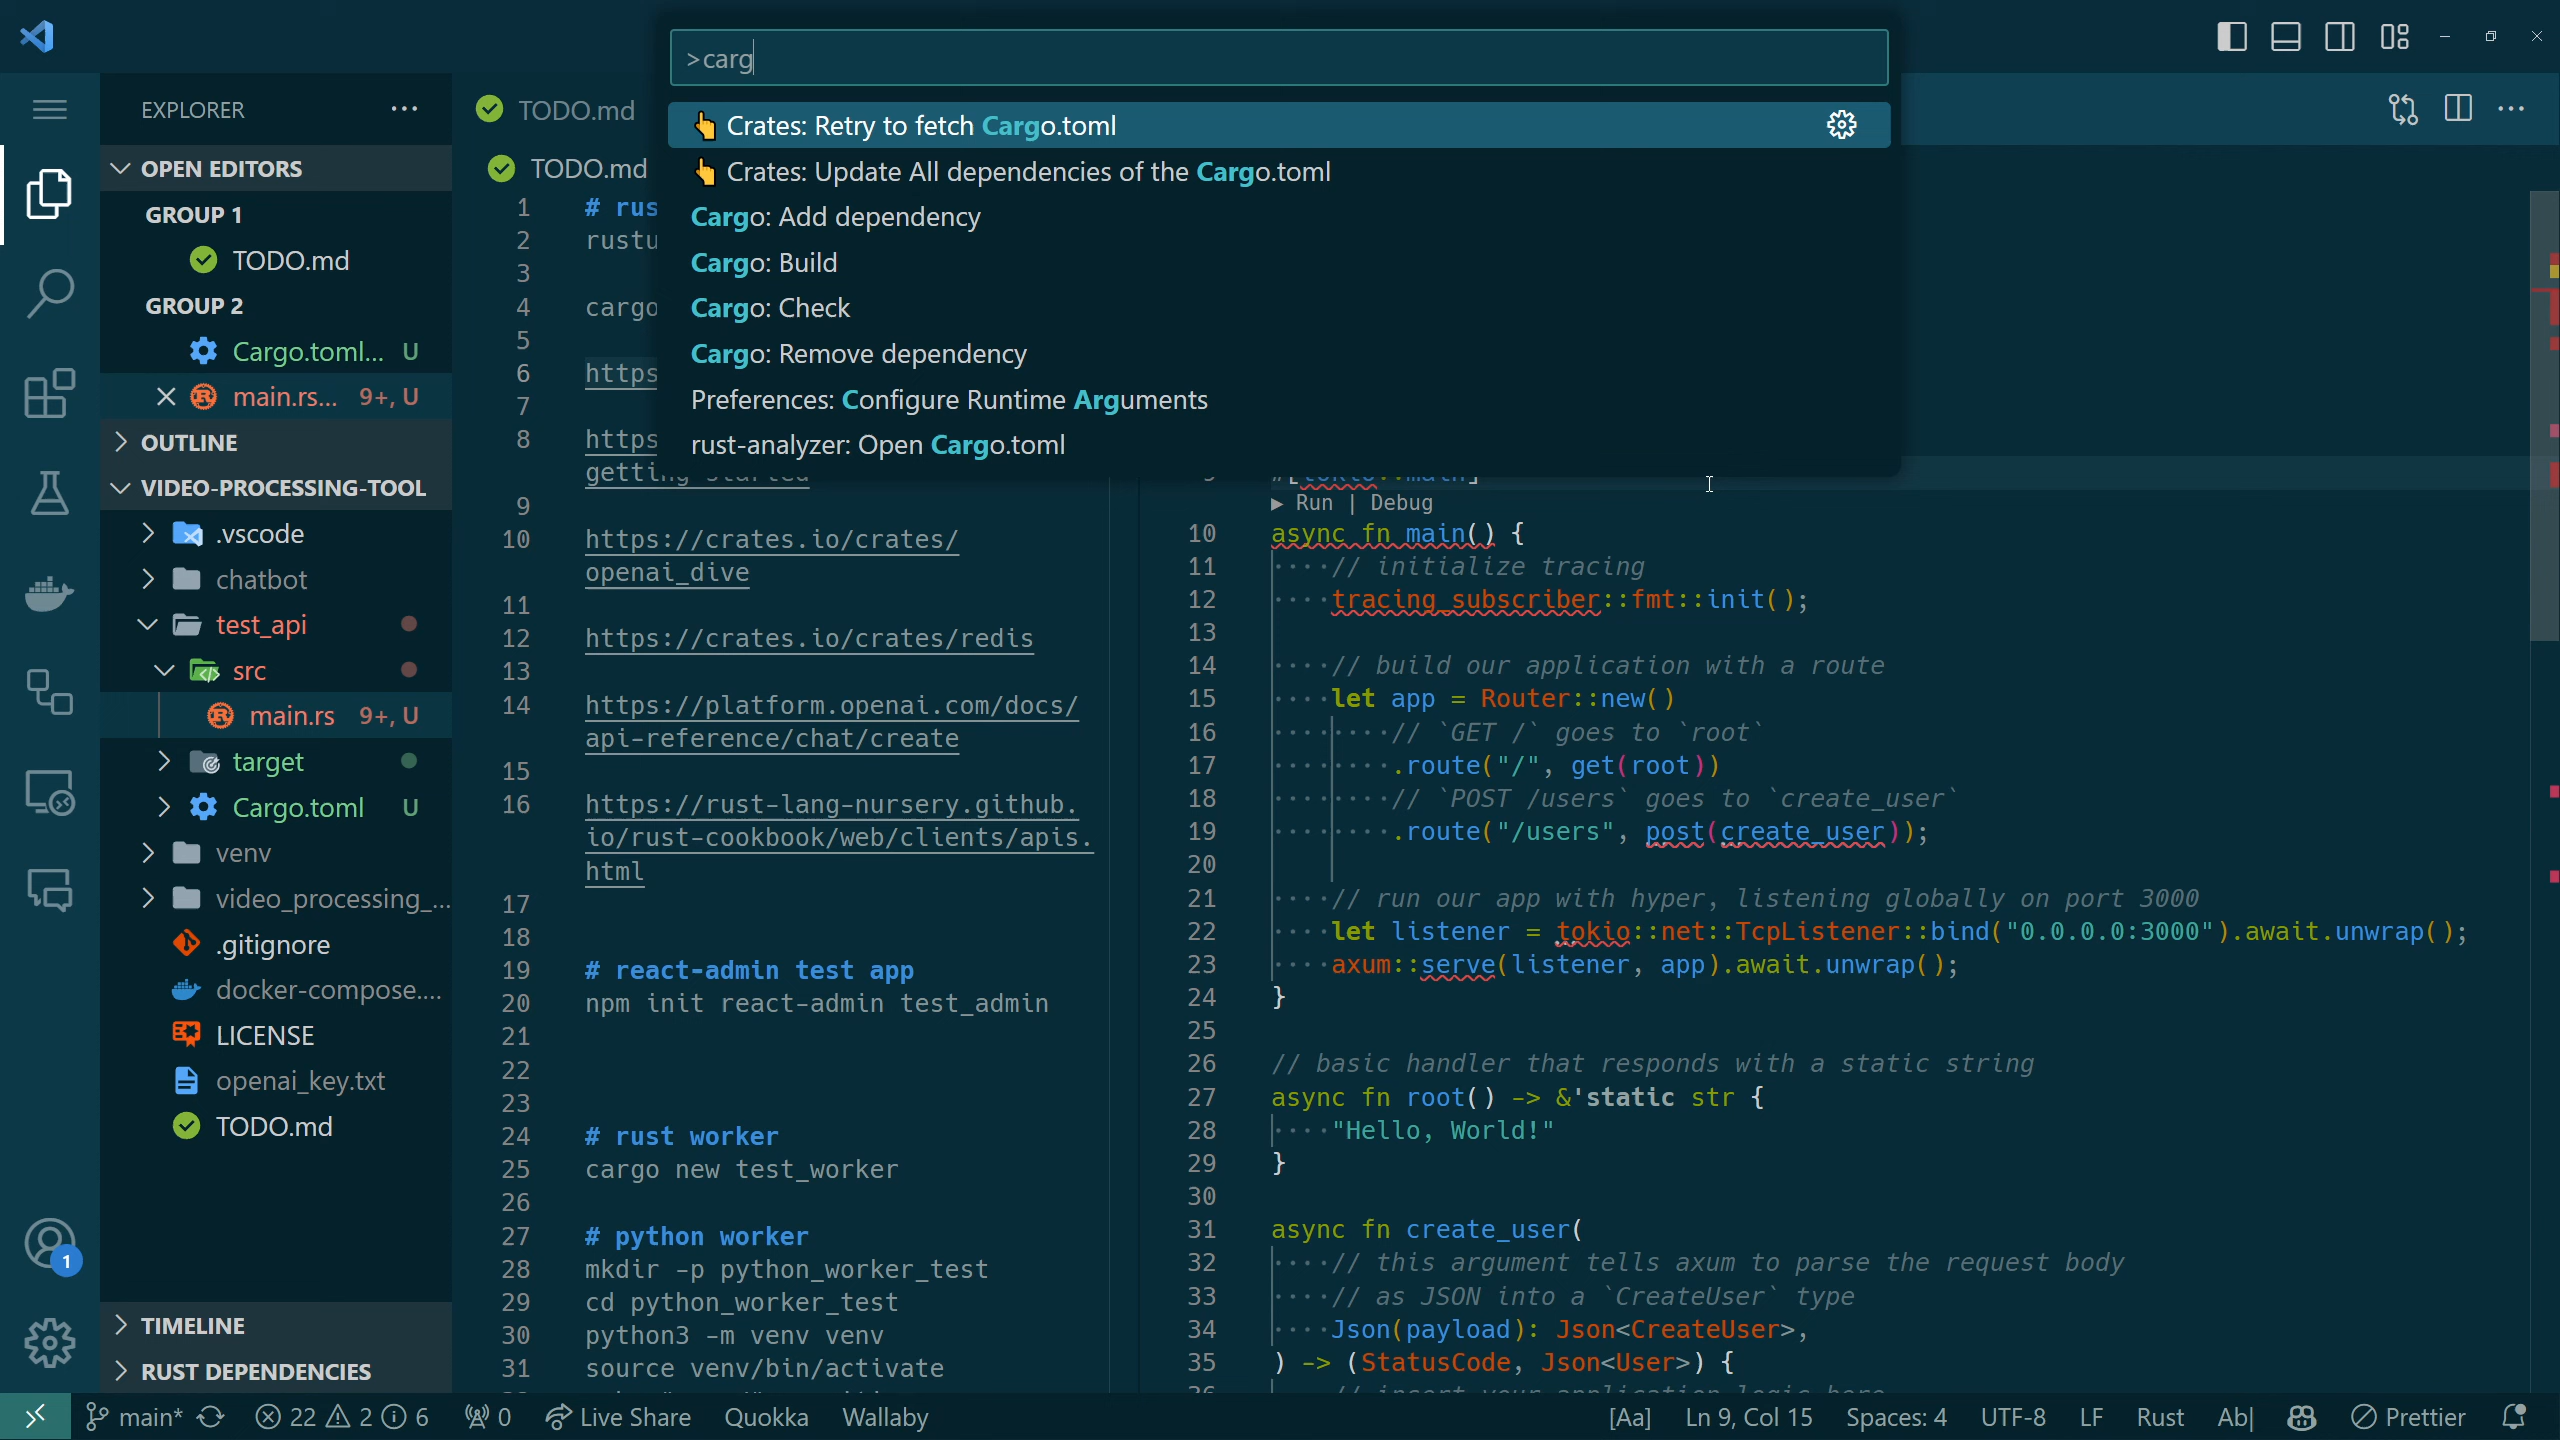 >carg
Crates: Retry to fetch Cargo.toml
Crates: Update All dependencies of the Cargo.toml
Cargo: Add dependency
Cargo: Build
Cargo: Check
Cargo: Remove dependency
Preferences: Configure Runtime Arguments
rust-analyzer: Open Cargo.toml
EXPLORER
OPEN EDITORS
GROUP 1
TODO.md
GROUP 2
Cargo.toml... U
main.rs... 9+, U
OUTLINE
VIDEO-PROCESSING-TOOL
.vscode
chatbot
test_api
src
main.rs 9+, U
target
Cargo.toml U
venv
video_processing_...
.gitignore
docker-compose....
LICENSE
openai_key.txt
TODO.md
TIMELINE
RUST DEPENDENCIES
1
TODO.md
TODO.md
1 # rus
2 rustu
3
4 cargo
5
6 https
7
8 https
getting-started
9
10 https://crates.io/crates/
openai_dive
11
12 https://crates.io/crates/redis
13
14 https://platform.openai.com/docs/
api-reference/chat/create
15
16 https://rust-lang-nursery.github.
io/rust-cookbook/web/clients/apis.
html
17
18
19 # react-admin test app
20 npm init react-admin test_admin
21
22
23
24 # rust worker
25 cargo new test_worker
26
27 # python worker
28 mkdir -p python_worker_test
29 cd python_worker_test
30 python3 -m venv venv
31 source venv/bin/activate
9 #[tokio::main]
▶ Run | Debug
10 async fn main() {
11 ····// initialize tracing
12 ····tracing_subscriber::fmt::init();
13
14 ····// build our application with a route
15 ····let app = Router::new()
16 ········// `GET /` goes to `root`
17 ········.route("/", get(root))
18 ········// `POST /users` goes to `create_user`
19 ········.route("/users", post(create_user));
20
21 ····// run our app with hyper, listening globally on port 3000
22 ····let listener = tokio::net::TcpListener::bind("0.0.0.0:3000").await.unwrap();
23 ····axum::serve(listener, app).await.unwrap();
24 }
25
26 // basic handler that responds with a static string
27 async fn root() -> &'static str {
28 ····"Hello, World!"
29 }
30
31 async fn create_user(
32 ····// this argument tells axum to parse the request body
33 ····// as JSON into a `CreateUser` type
34 ····Json(payload): Json<CreateUser>,
35 ) -> (StatusCode, Json<User>) {
36 // insert your application logic here
main* 22 2 6 0 Live Share Quokka Wallaby [Aa] Ln 9, Col 15 Spaces: 4 UTF-8 LF Rust Ab| Prettier